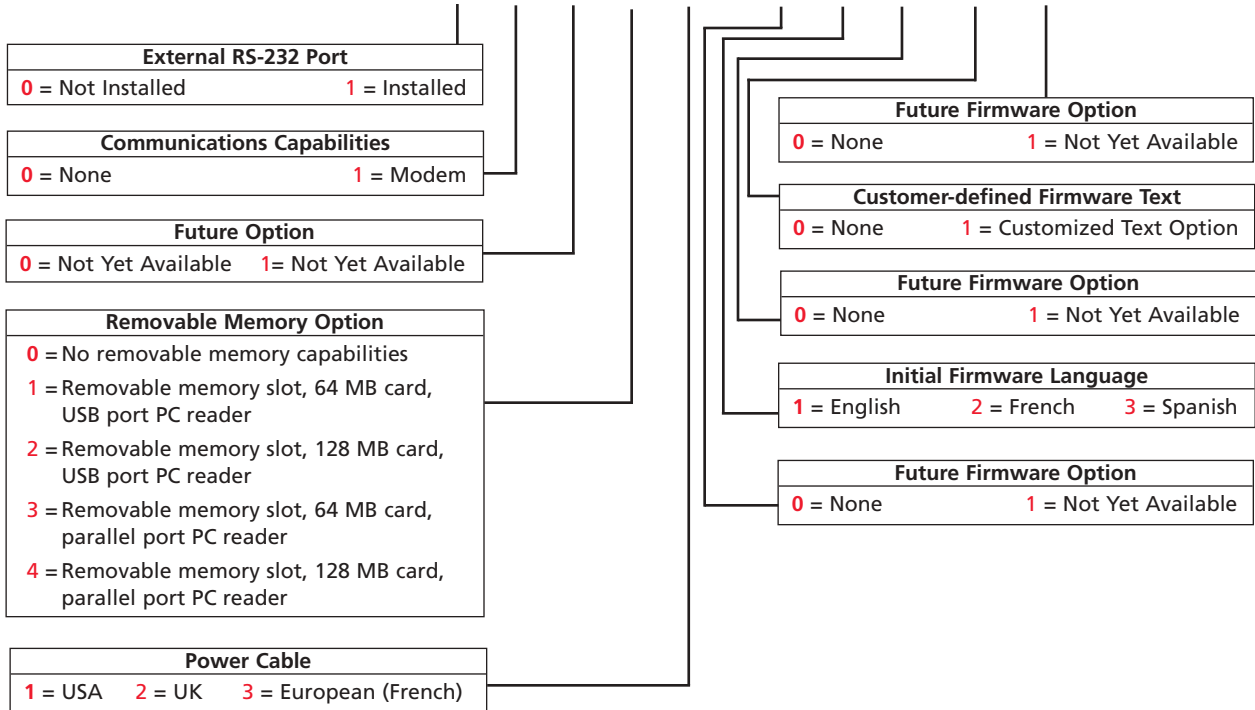 External RS-232 Port
0 = Not Installed 1 = Installed
Communications Capabilities
0 = None 1 = Modem
Future Option
0 = Not Yet Available 1= Not Yet Available
Removable Memory Option
0 = No removable memory capabilities
1 = Removable memory slot, 64 MB card,
USB port PC reader
2 = Removable memory slot, 128 MB card,
USB port PC reader
3 = Removable memory slot, 64 MB card,
parallel port PC reader
4 = Removable memory slot, 128 MB card,
parallel port PC reader
Power Cable
1 = USA 2 = UK 3 = European (French)
Future Firmware Option
0 = None 1 = Not Yet Available
Customer-defined Firmware Text
0 = None 1 = Customized Text Option
Future Firmware Option
0 = None 1 = Not Yet Available
Initial Firmware Language
1 = English 2 = French 3 = Spanish
Future Firmware Option
0 = None 1 = Not Yet Available